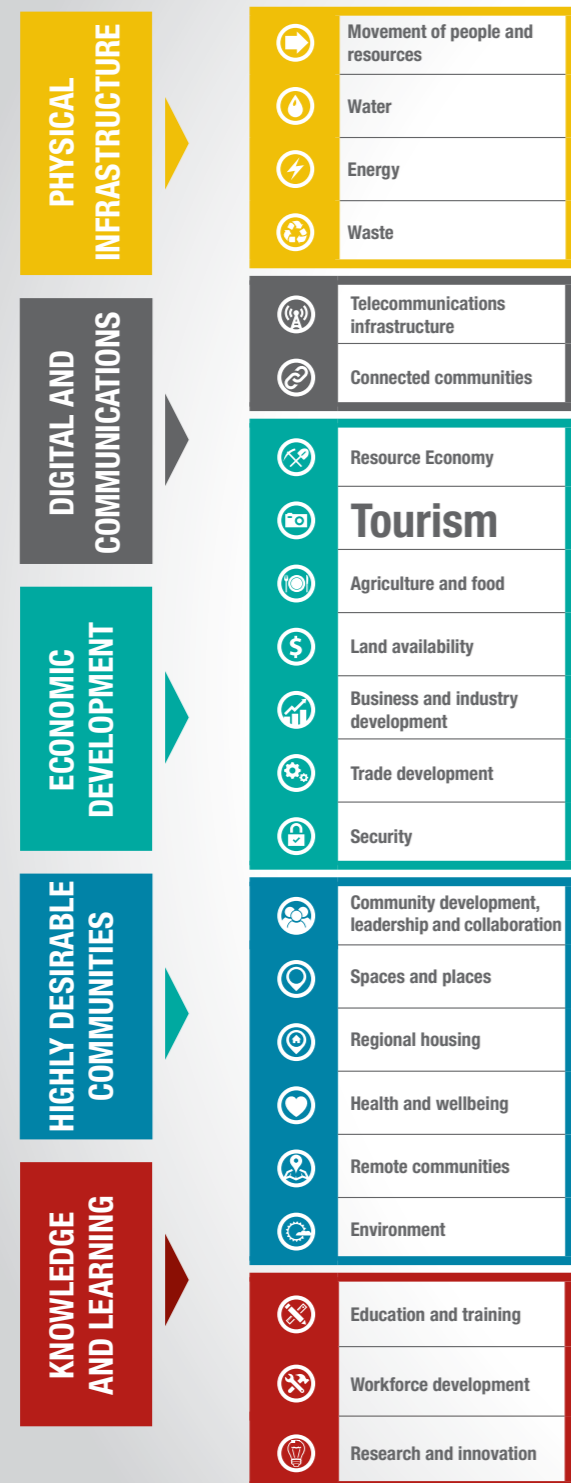 PHYSICAL
INFRASTRUCTURE
Movement of people and
resources
Water
Energy
Waste
DIGITAL AND
COMMUNICATIONS
Telecommunications
infrastructure
Connected communities
ECONOMIC
DEVELOPMENT
Resource Economy
Tourism
Agriculture and food
Land availability
Business and industry
development
Trade development
Security
HIGHLY DESIRABLE
COMMUNITIES
Community development,
leadership and collaboration
Spaces and places
Regional housing
Health and wellbeing
Remote communities
Environment
KNOWLEDGE
AND LEARNING
Education and training
Workforce development
Research and innovation